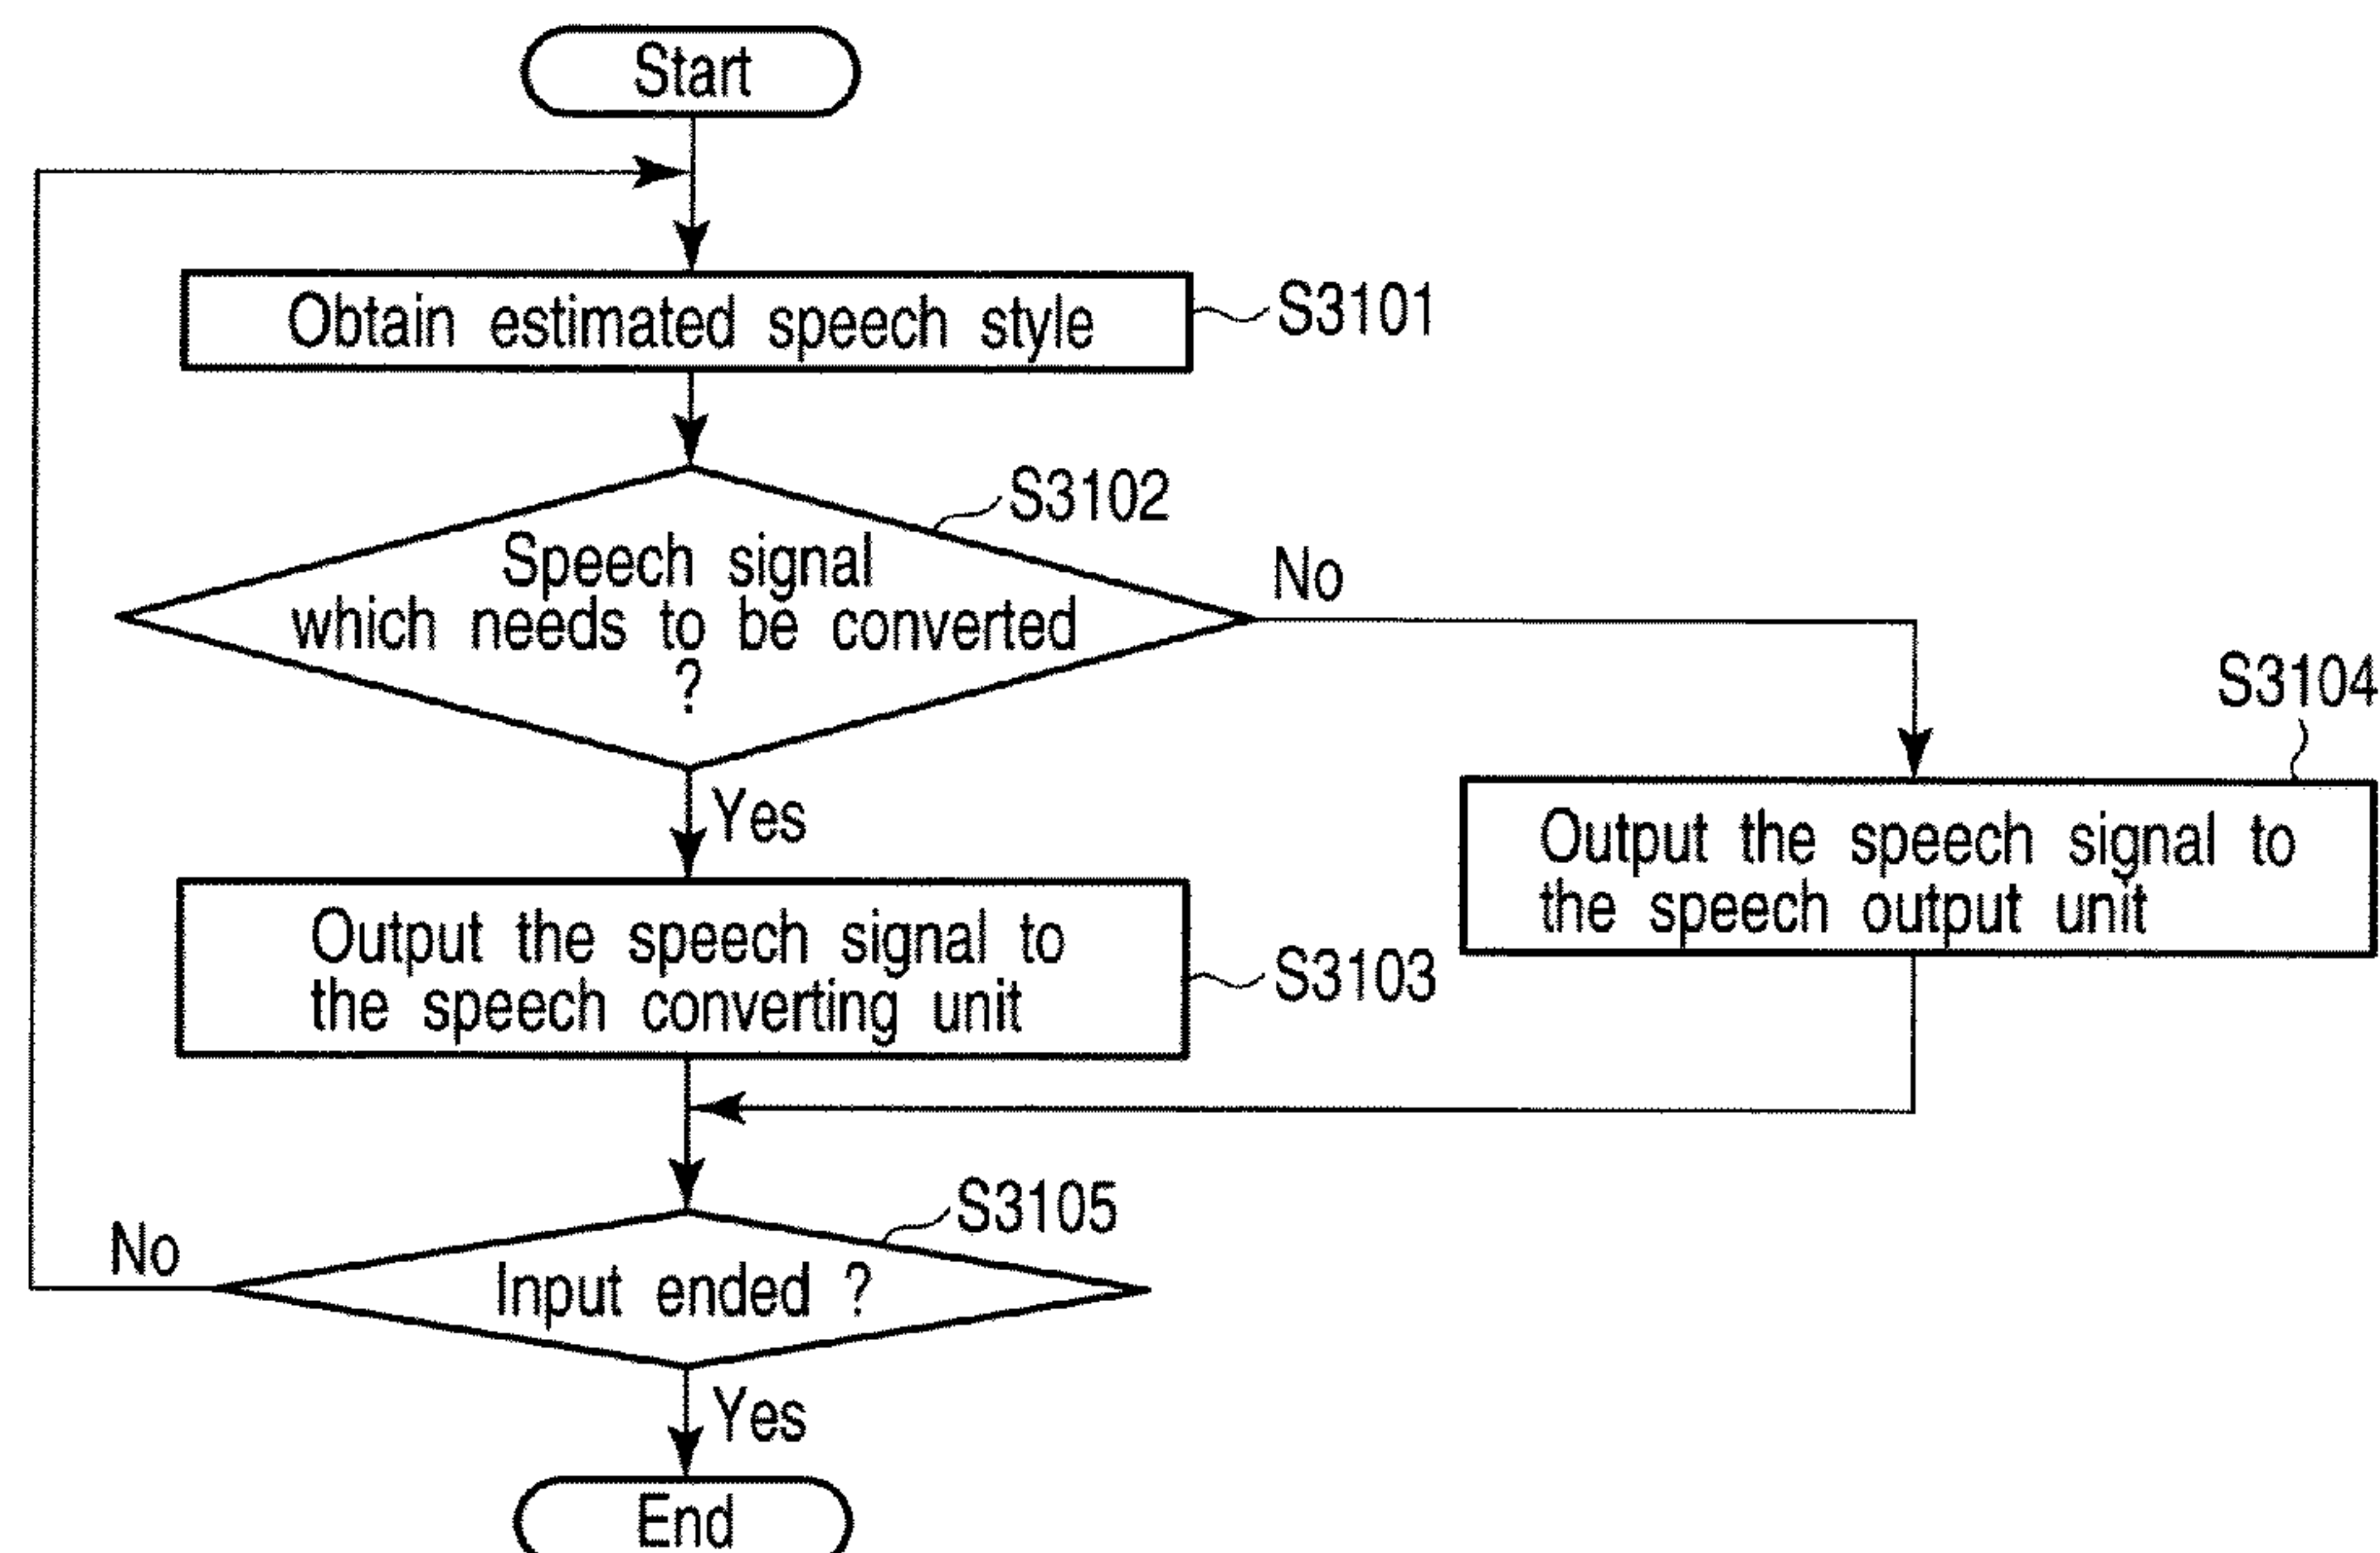 Start
Obtain estimated speech style
S3101
S3102
Speech signal
which needs to be converted
?
No
Yes
S3104
Output the speech signal to
the speech output unit
Output the speech signal to
the speech converting unit
S3103
S3105
No
Input ended ?
Yes
End